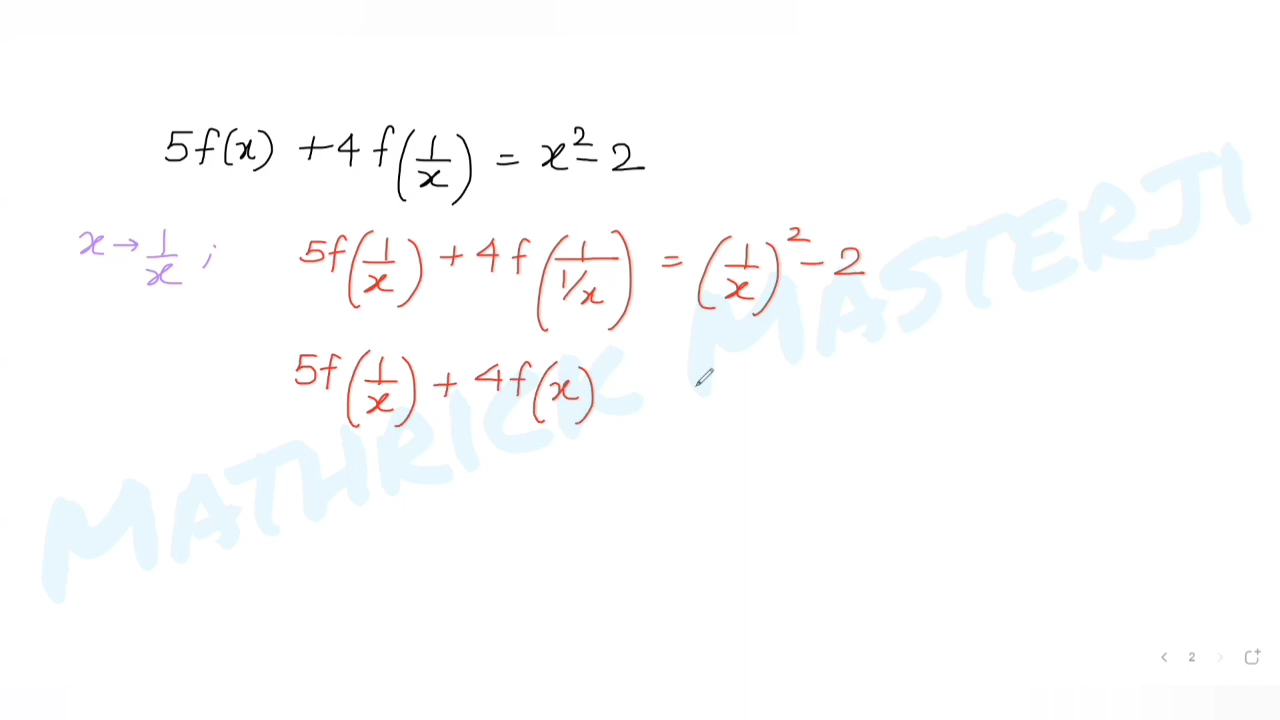 5f(x) + 4f(1/x) = x² - 2
x → 1/x ; 5f(1/x) + 4f(1/(1/x)) = (1/x)² - 2
5f(1/x) + 4f(x)
MATHRICK MASTERJI
< 2 >